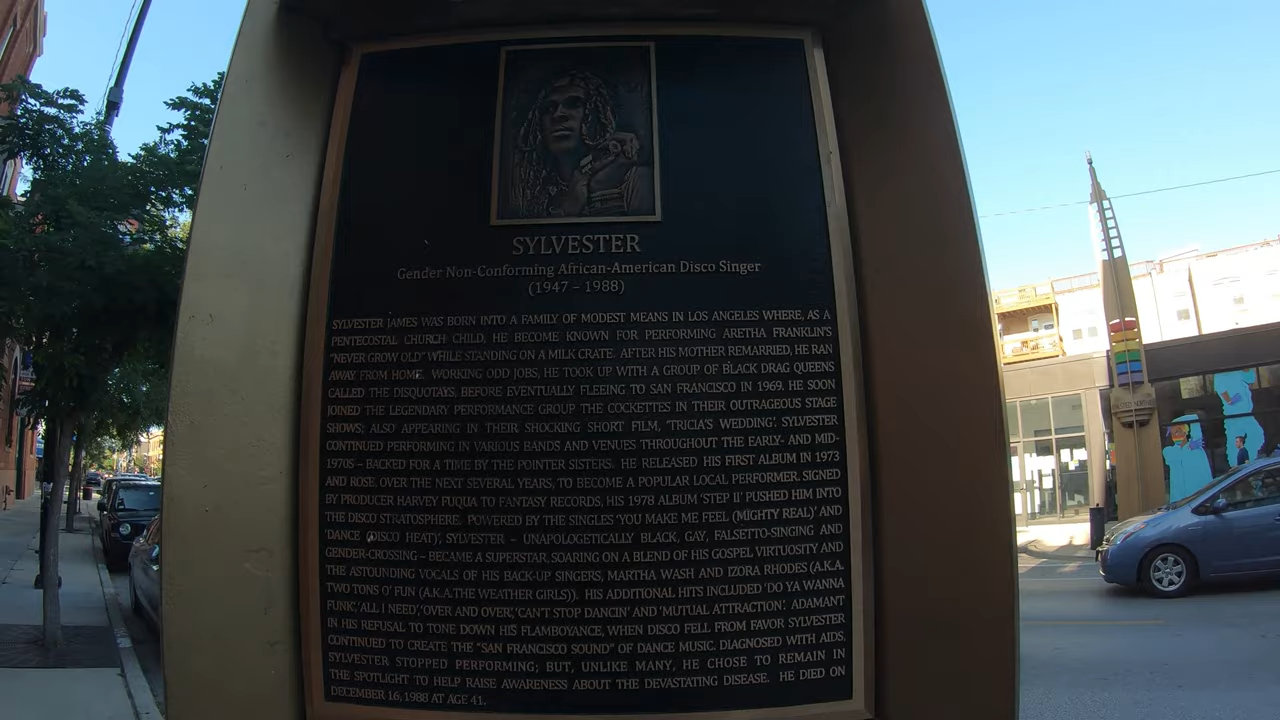 SYLVESTER
Gender Non-Conforming African-American Disco Singer
(1947 – 1988)
SYLVESTER JAMES WAS BORN INTO A FAMILY OF MODEST MEANS IN LOS ANGELES WHERE, AS A
PENTECOSTAL CHURCH CHILD, HE BECOME KNOWN FOR PERFORMING ARETHA FRANKLIN'S
"NEVER GROW OLD" WHILE STANDING ON A MILK CRATE. AFTER HIS MOTHER REMARRIED, HE RAN
AWAY FROM HOME. WORKING ODD JOBS, HE TOOK UP WITH A GROUP OF BLACK DRAG QUEENS
CALLED THE DISQUTAYS, BEFORE EVENTUALLY FLEEING TO SAN FRANCISCO IN 1969. HE SOON
JOINED THE LEGENDARY PERFORMANCE GROUP THE COCKETTES IN THEIR OUTRAGEOUS STAGE
SHOWS; ALSO APPEARING IN THEIR SHOCKING SHORT FILM, 'TRICIA'S WEDDING'. SYLVESTER
CONTINUED PERFORMING IN VARIOUS BANDS AND VENUES THROUGHOUT THE EARLY- AND MID-
1970S – BACKED FOR A TIME BY THE POINTER SISTERS. HE RELEASED HIS FIRST ALBUM IN 1973
AND ROSE, OVER THE NEXT SEVERAL YEARS, TO BECOME A POPULAR LOCAL PERFORMER. SIGNED
BY PRODUCER HARVEY FUQUA TO FANTASY RECORDS, HIS 1978 ALBUM 'STEP II' PUSHED HIM INTO
THE DISCO STRATOSPHERE. POWERED BY THE SINGLES 'YOU MAKE ME FEEL (MIGHTY REAL)' AND
'DANCE (DISCO HEAT)', SYLVESTER – UNAPOLOGETICALLY BLACK, GAY, FALSETTO-SINGING AND
GENDER-CROSSING – BECAME A SUPERSTAR, SOARING ON A BLEND OF HIS GOSPEL VIRTUOSITY AND
THE ASTOUNDING VOCALS OF HIS BACK-UP SINGERS, MARTHA WASH AND IZORA RHODES (A.K.A.
TWO TONS O' FUN (A.K.A. THE WEATHER GIRLS)). HIS ADDITIONAL HITS INCLUDED 'DO YA WANNA
FUNK', 'ALL I NEED', 'OVER AND OVER', 'CAN'T STOP DANCIN' AND 'MUTUAL ATTRACTION'. ADAMANT
IN HIS REFUSAL TO TONE DOWN HIS FLAMBOYANCE, WHEN DISCO FELL FROM FAVOR SYLVESTER
CONTINUED TO CREATE THE "SAN FRANCISCO SOUND" OF DANCE MUSIC. DIAGNOSED WITH AIDS,
SYLVESTER STOPPED PERFORMING; BUT, UNLIKE MANY, HE CHOSE TO REMAIN IN
THE SPOTLIGHT TO HELP RAISE AWARENESS ABOUT THE DEVASTATING DISEASE. HE DIED ON
DECEMBER 16, 1988 AT AGE 41.